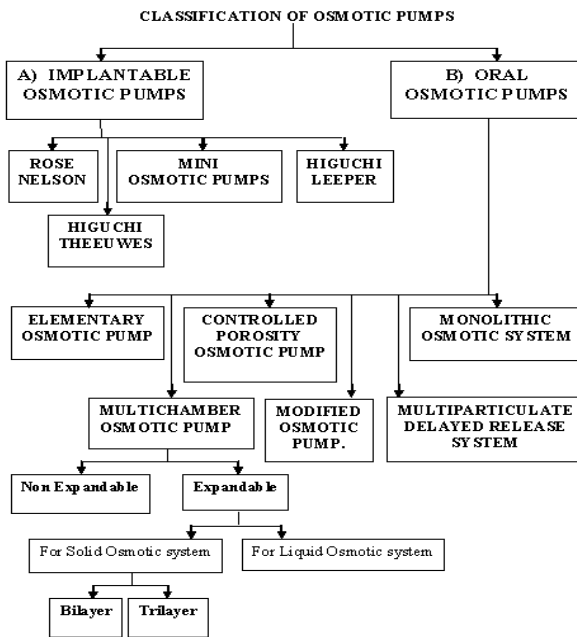 CLASSIFICATION OF OSMOTIC PUMPS
A) IMPLANTABLE
OSMOTIC PUMPS
B) ORAL
OSMOTIC PUMPS
ROSE
NELSON
MINI
OSMOTIC PUMPS
HIGUCHI
LEEPER
HIGUCHI
THEEUWES
ELEMENTARY
OSMOTIC PUMP
CONTROLLED
POROSITY
OSMOTIC PUMP
MONOLITHIC
OSMOTIC SYSTEM
MULTICHAMBER
OSMOTIC PUMP
MODIFIED
OSMOTIC
PUMP.
MULTIPARTICULATE
DELAYED RELEASE
SYSTEM
Non Expandable
Expandable
For Solid Osmotic system
For Liquid Osmotic system
Bilayer
Trilayer